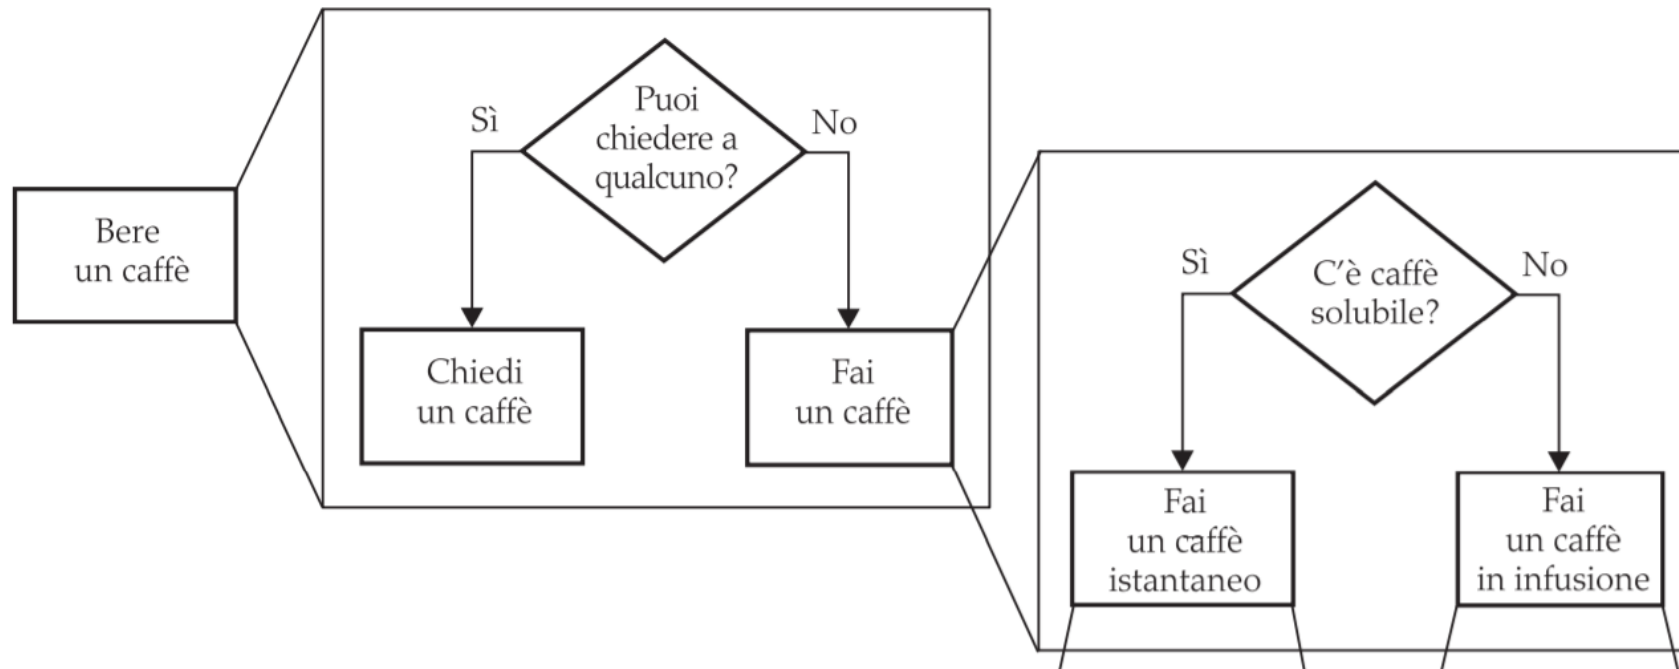 Bere
un caffè
Puoi
chiedere a
qualcuno?
Sì
No
Chiedi
un caffè
Fai
un caffè
C'è caffè
solubile?
Sì
No
Fai
un caffè
istantaneo
Fai
un caffè
in infusione